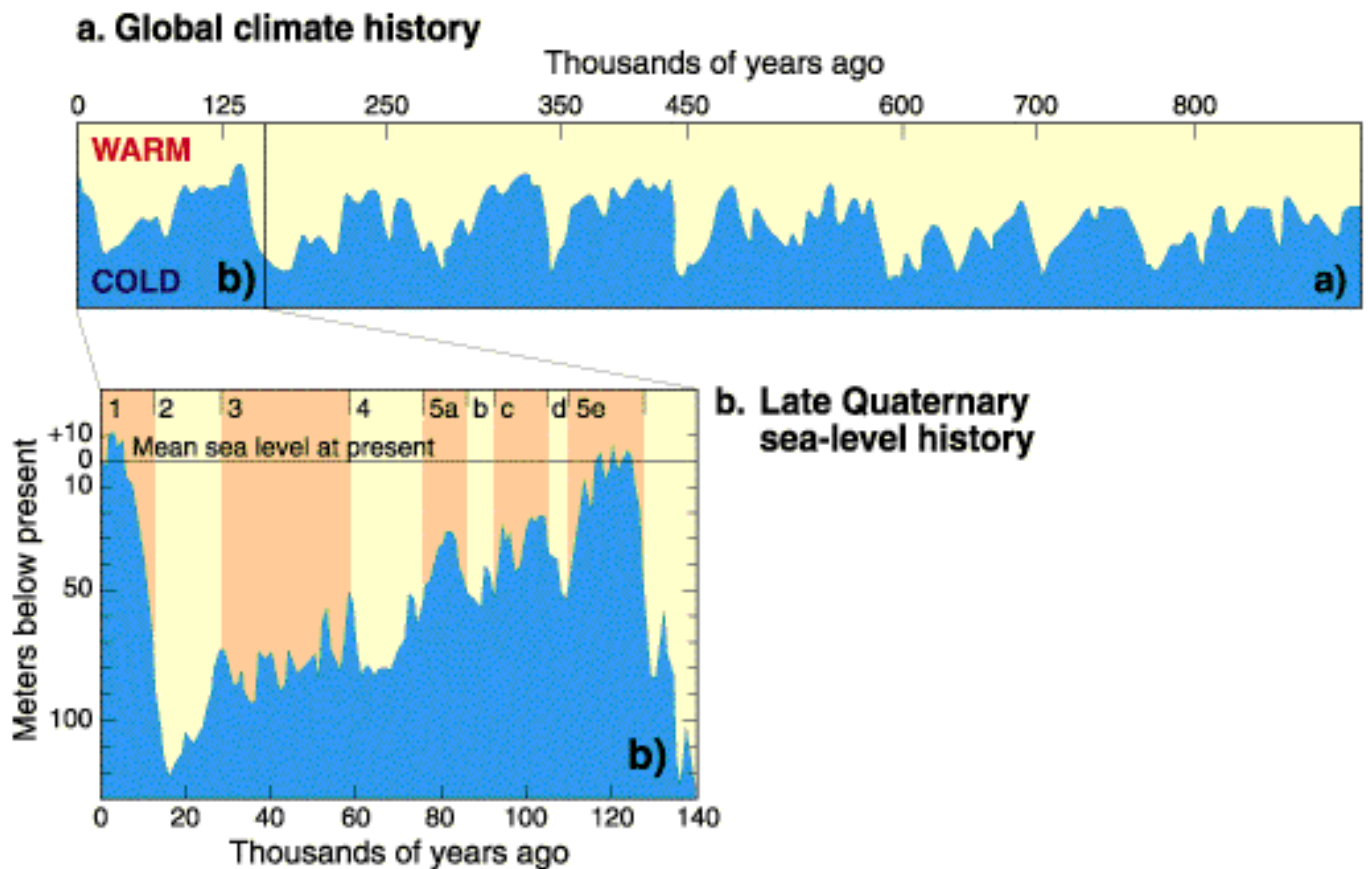 a. Global climate history
Thousands of years ago
0 125 250 350 450 600 700 800
WARM
COLD b) a)
1 2 3 4 5a b c d 5e
b. Late Quaternary
sea-level history
+10
Mean sea level at present
0
10
50
100
Meters below present
b)
0 20 40 60 80 100 120 140
Thousands of years ago